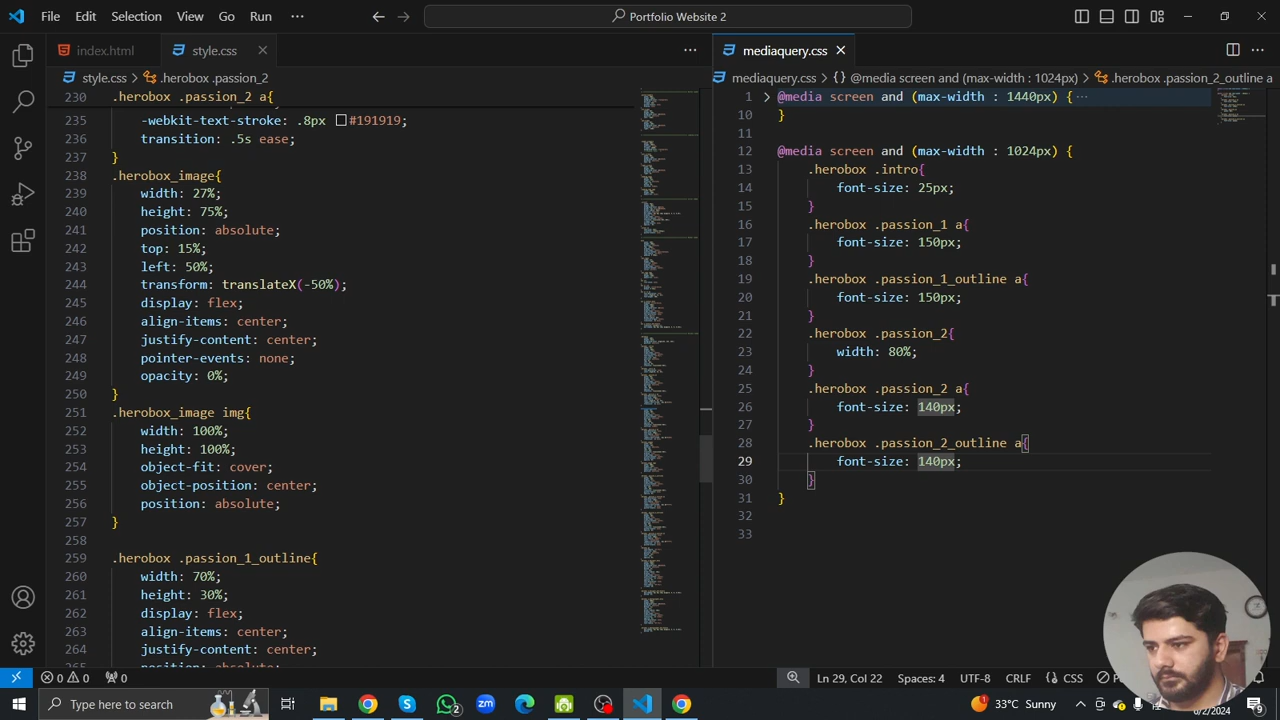 File Edit Selection View Go Run ··· Portfolio Website 2
index.html style.css
style.css > .herobox .passion_2
230 .herobox .passion_2 a{
235 -webkit-text-stroke: .8px #191919;
236 transition: .5s ease;
237 }
238 .herobox_image{
239 width: 27%;
240 height: 75%;
241 position: absolute;
242 top: 15%;
243 left: 50%;
244 transform: translateX(-50%);
245 display: flex;
246 align-items: center;
247 justify-content: center;
248 pointer-events: none;
249 opacity: 0%;
250 }
251 .herobox_image img{
252 width: 100%;
253 height: 100%;
254 object-fit: cover;
255 object-position: center;
256 position: absolute;
257 }
258
259 .herobox .passion_1_outline{
260 width: 70%;
261 height: 30%;
262 display: flex;
263 align-items: center;
264 justify-content: center;
265 position: absolute;
mediaquery.css
mediaquery.css > {} @media screen and (max-width : 1024px) > .herobox .passion_2_outline a
1 @media screen and (max-width : 1440px) { ···
10 }
11
12 @media screen and (max-width : 1024px) {
13 .herobox .intro{
14 font-size: 25px;
15 }
16 .herobox .passion_1 a{
17 font-size: 110px;
18 }
19 .herobox .passion_1_outline a{
20 font-size: 110px;
21 }
22 .herobox .passion_2{
23 width: 80%;
24 }
25 .herobox .passion_2 a{
26 font-size: 140px;
27 }
28 .herobox .passion_2_outline a{
29 font-size: 140px;
30 }
31 }
32
33
0 0 0 Ln 29, Col 22 Spaces: 4 UTF-8 CRLF {} CSS
Type here to search 2 33°C Sunny 6/2/2024